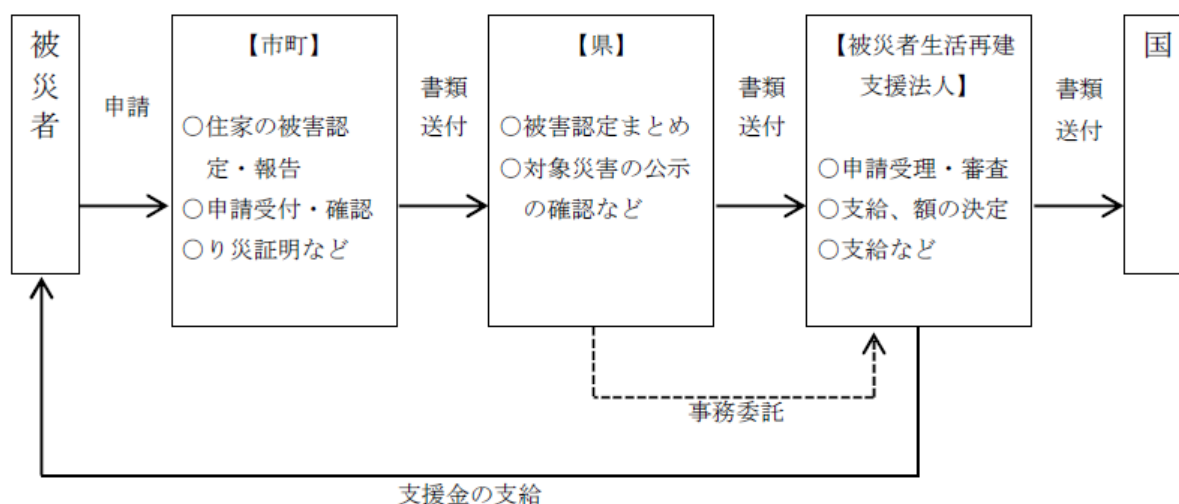 被災者
申請
【市町】
○住家の被害認
定・報告
○申請受付・確認
○り災証明など
書類
送付
【県】
○被害認定まとめ
○対象災害の公示
の確認など
書類
送付
【被災者生活再建
支援法人】
○申請受理・審査
○支給、額の決定
○支給など
書類
送付
国
事務委託
支援金の支給